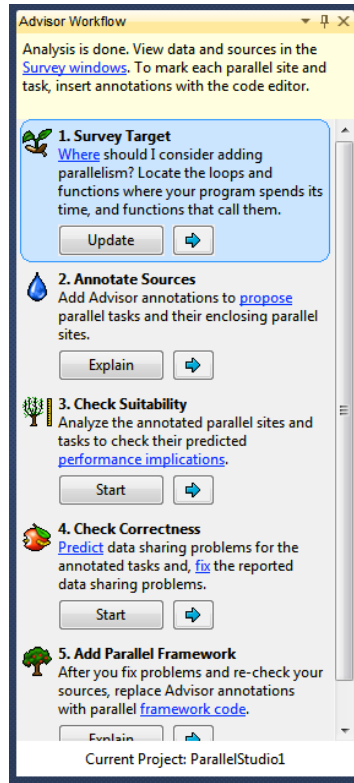 Advisor Workflow
Analysis is done. View data and sources in the
Survey windows. To mark each parallel site and
task, insert annotations with the code editor.
1. Survey Target
Where should I consider adding
parallelism? Locate the loops and
functions where your program spends its
time, and functions that call them.
Update
2. Annotate Sources
Add Advisor annotations to propose
parallel tasks and their enclosing parallel
sites.
Explain
3. Check Suitability
Analyze the annotated parallel sites and
tasks to check their predicted
performance implications.
Start
4. Check Correctness
Predict data sharing problems for the
annotated tasks and, fix the reported
data sharing problems.
Start
5. Add Parallel Framework
After you fix problems and re-check your
sources, replace Advisor annotations
with parallel framework code.
Explain
Current Project: ParallelStudio1